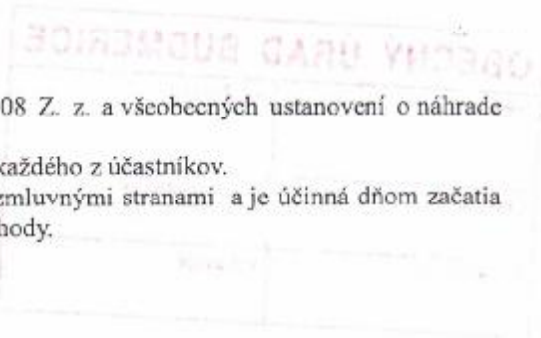 OBECNÝ ÚRAD BUDMERICE
08 Z. z. a všeobecných ustanovení o náhrade
každého z účastníkov.
zmluvnými stranami a je účinná dňom začatia
hody.